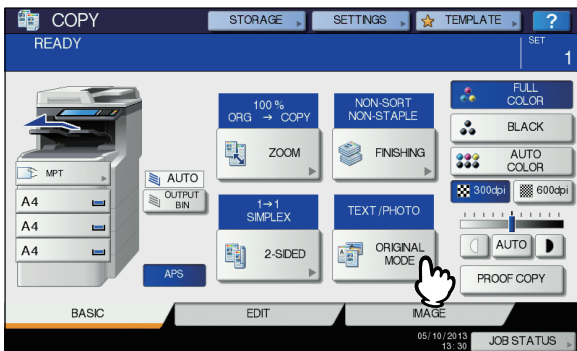 COPY
STORAGE
SETTINGS
TEMPLATE
?
READY
SET
1
100 %
ORG → COPY
NON-SORT
NON-STAPLE
FULL
COLOR
ZOOM
FINISHING
BLACK
MPT
AUTO
AUTO
COLOR
OUTPUT
BIN
300dpi
600dpi
A4
1→1
SIMPLEX
TEXT/PHOTO
A4
2-SIDED
ORIGINAL
MODE
AUTO
A4
APS
PROOF COPY
BASIC
EDIT
IMAGE
05/10/2013
13:30
JOB STATUS